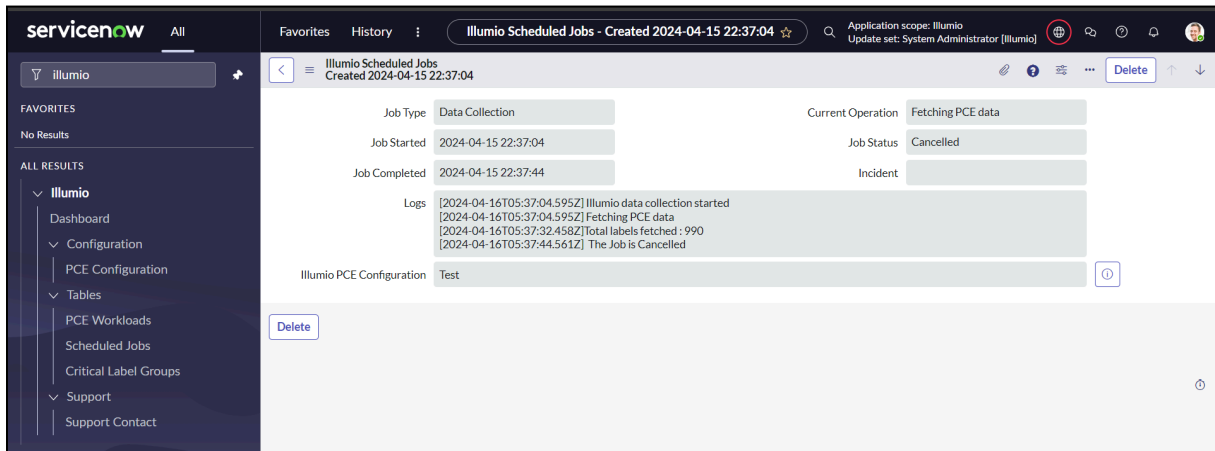 servicenow
All
Favorites
History
Illumio Scheduled Jobs - Created 2024-04-15 22:37:04
Application scope: Illumio
Update set: System Administrator [Illumio]
illumio
FAVORITES
No Results
ALL RESULTS
Illumio
Dashboard
Configuration
PCE Configuration
Tables
PCE Workloads
Scheduled Jobs
Critical Label Groups
Support
Support Contact
Illumio Scheduled Jobs
Created 2024-04-15 22:37:04
Delete
Job Type Data Collection
Current Operation Fetching PCE data
Job Started 2024-04-15 22:37:04
Job Status Cancelled
Job Completed 2024-04-15 22:37:44
Incident
Logs [2024-04-16T05:37:04.595Z] Illumio data collection started
[2024-04-16T05:37:04.595Z] Fetching PCE data
[2024-04-16T05:37:32.458Z]Total labels fetched : 990
[2024-04-16T05:37:44.561Z] The Job is Cancelled
Illumio PCE Configuration Test
Delete